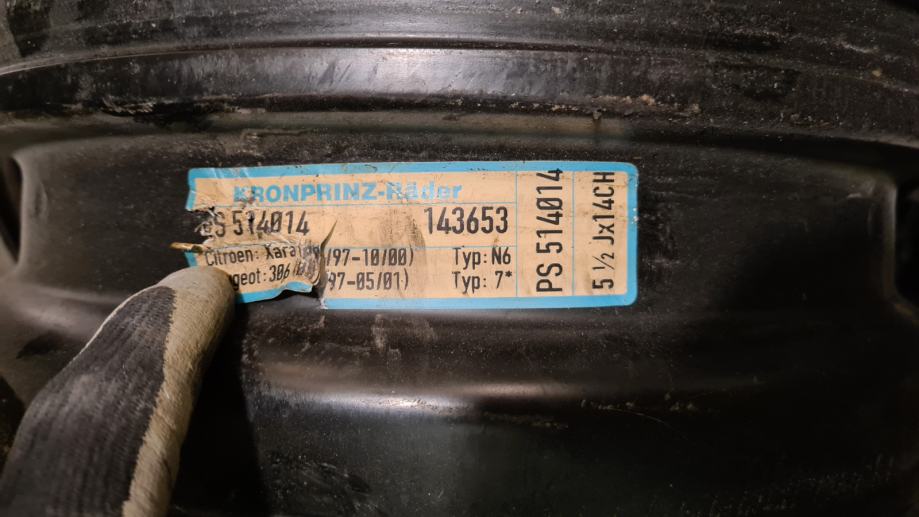 KRONPRINZ-Räder
PS 514014 143653
Citroen: Xara /97-10/00) Typ: N6
geot: 306 97-05/01) Typ: 7*
PS 514014
5 ½ Jx14CH